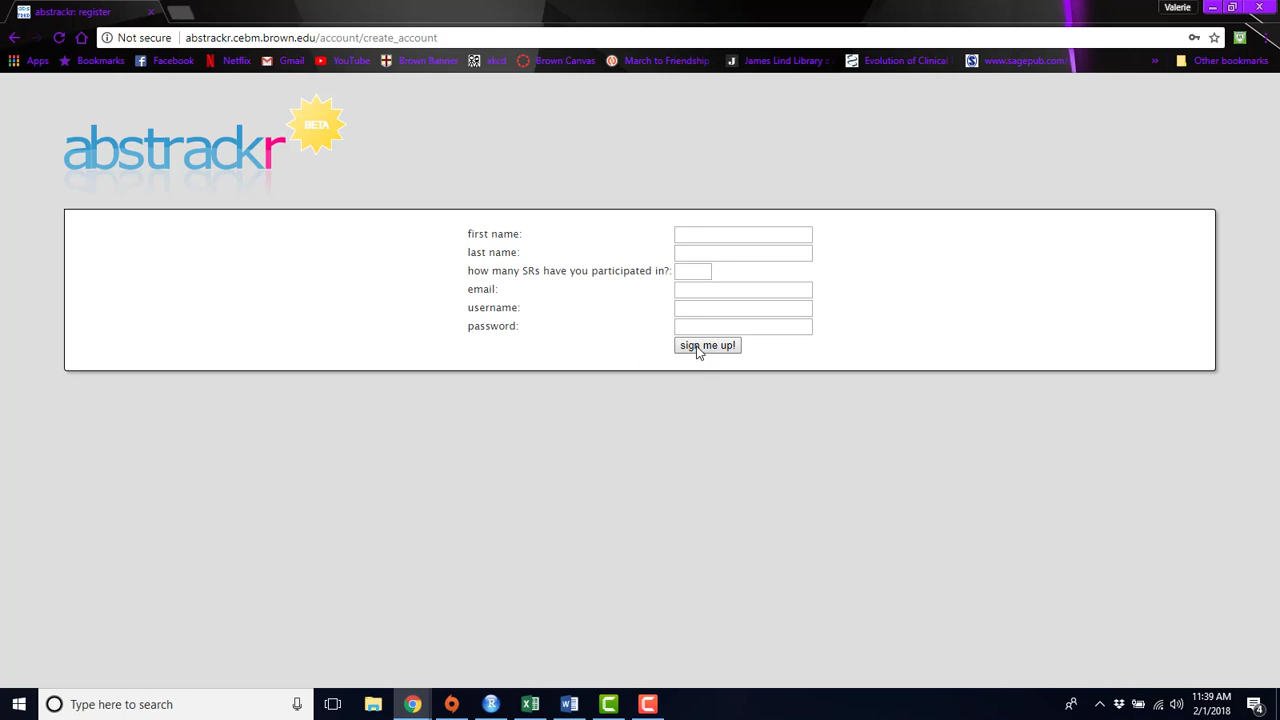 abstrackr: register
Valerie
Not secure abstrackr.cebm.brown.edu/account/create_account
Apps Bookmarks Facebook Netflix Gmail YouTube Brown Banner Brown Canvas March to Friendship James Lind Library :: Evolution of Clinical www.sagepub.com/ » Other bookmarks
abstrackr BETA
first name:
last name:
how many SRs have you participated in?:
email:
username:
password:
sign me up!
Type here to search
11:39 AM
2/1/2018
4